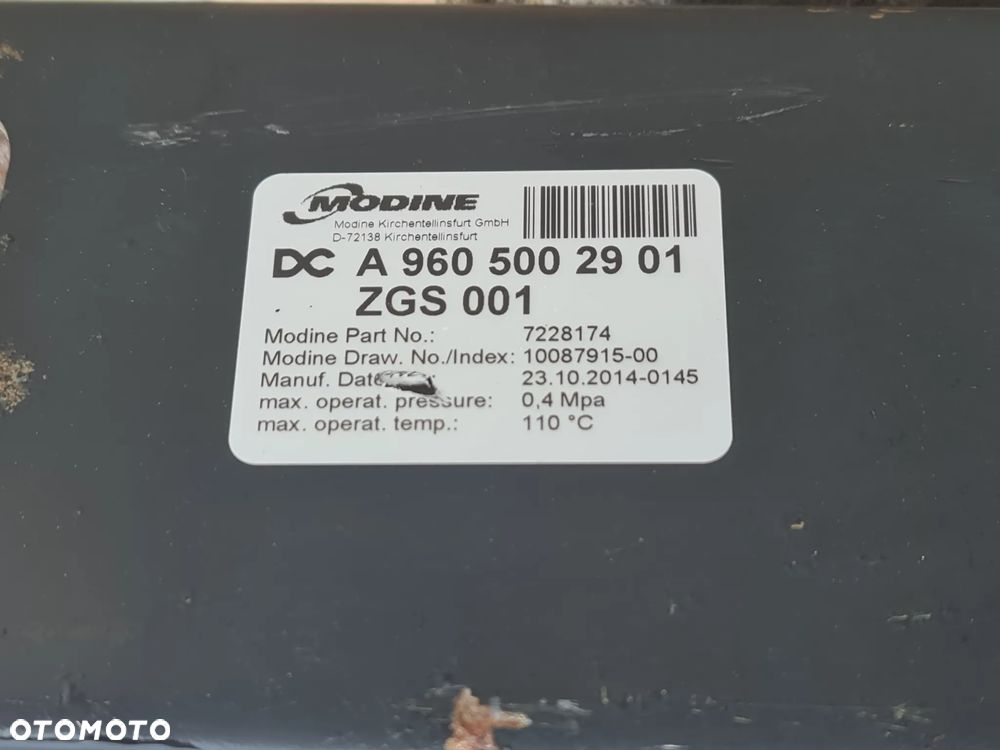 MODINE
Modine Kirchentellinsfurt GmbH
D-72138 Kirchentellinsfurt
DC A 960 500 29 01
ZGS 001
Modine Part No.: 7228174
Modine Draw. No./Index: 10087915-00
Manuf. Date 23.10.2014-0145
max. operat. pressure: 0,4 Mpa
max. operat. temp.: 110 °C
OTOMOTO